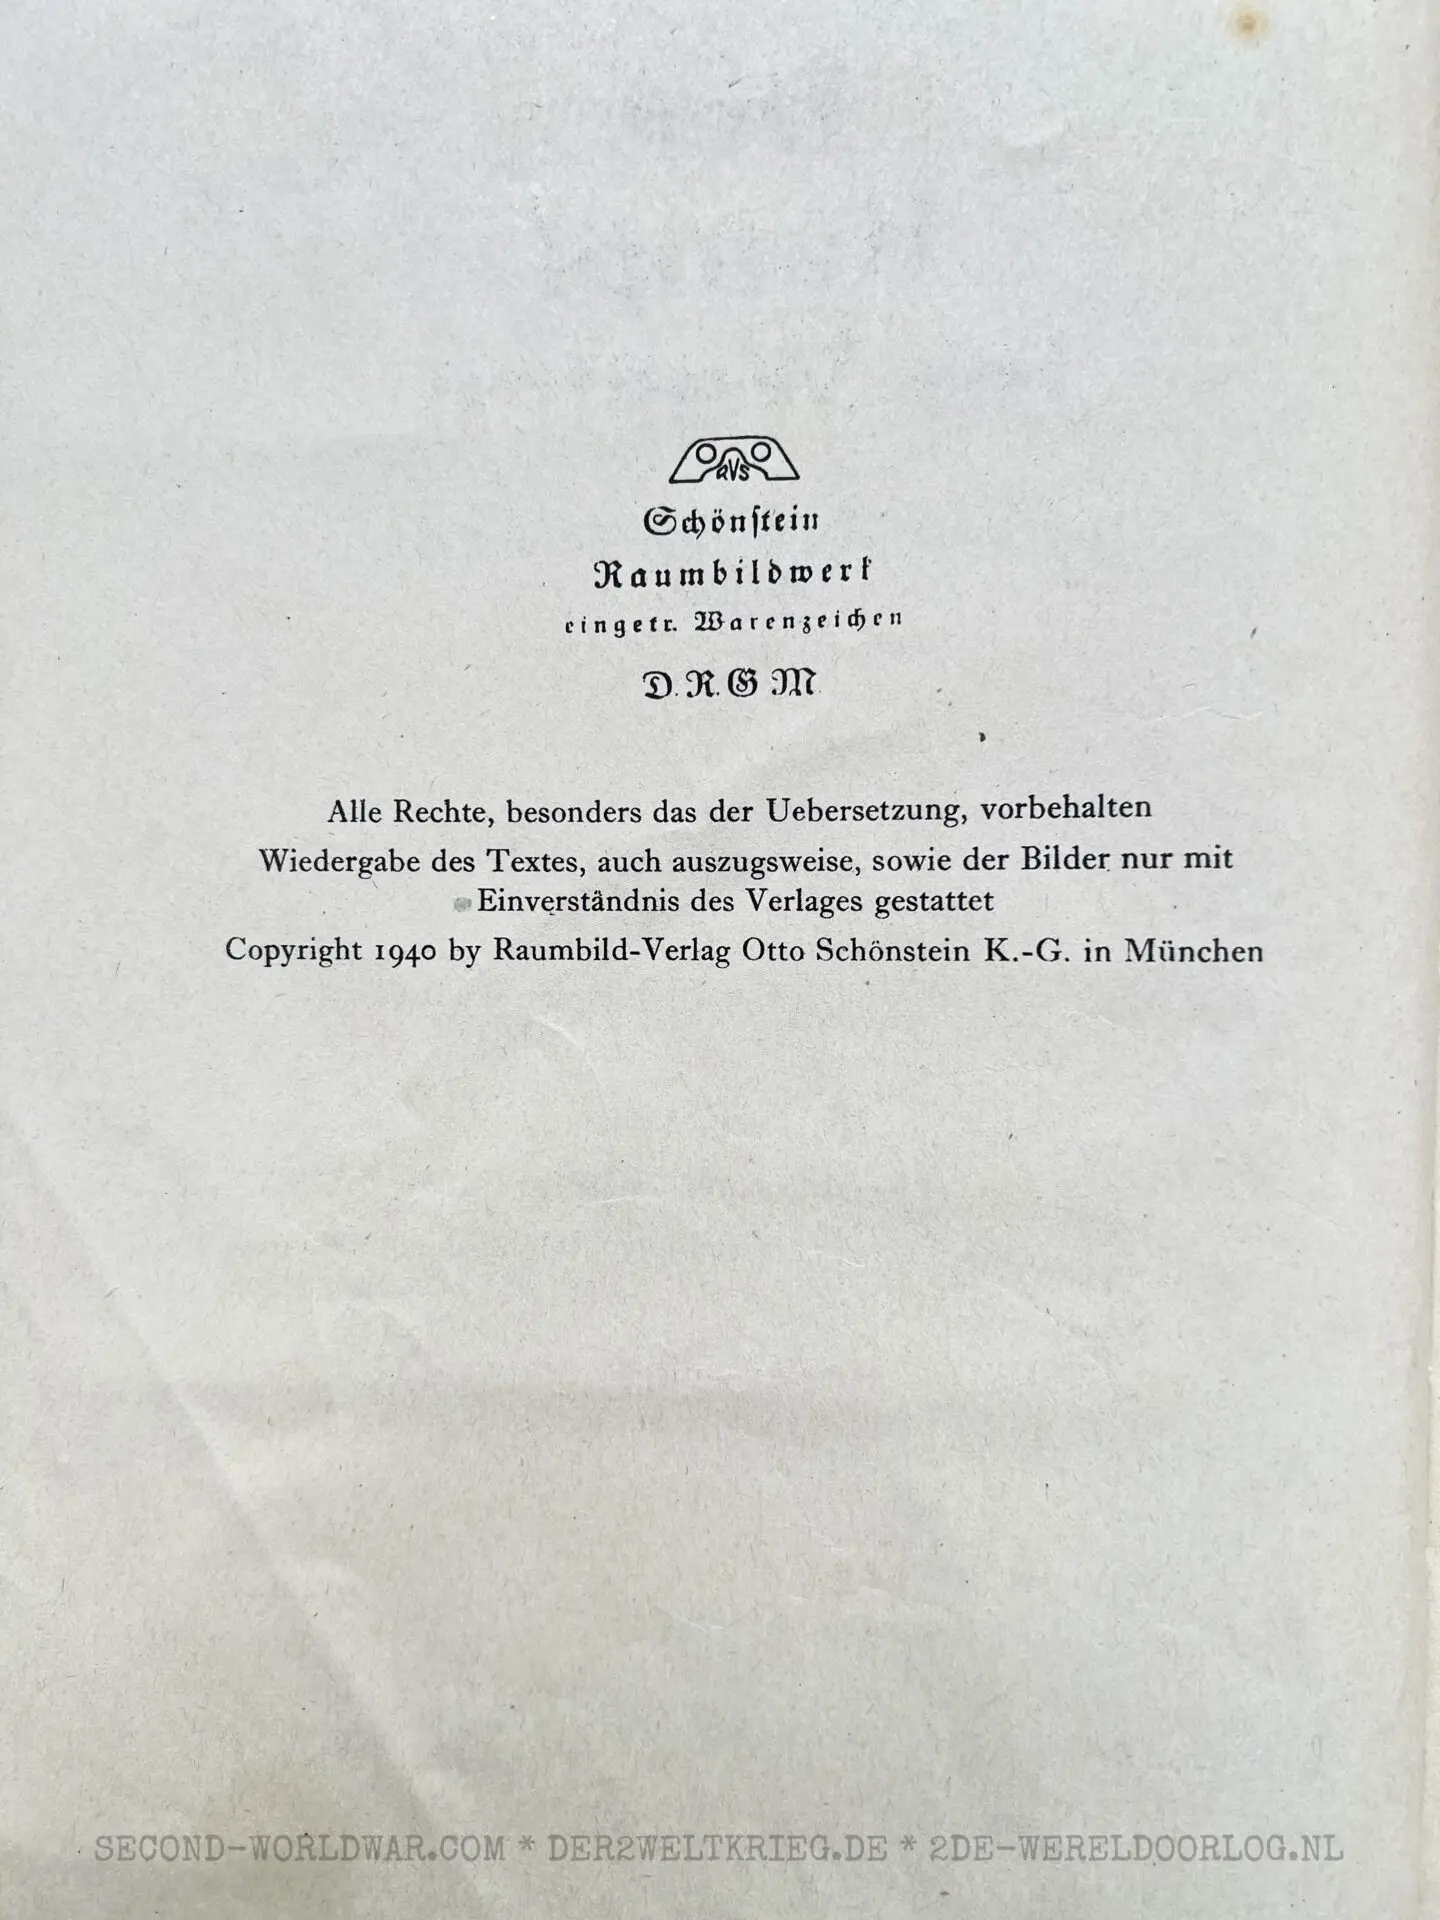 RVS
Schönstein
Raumbildwerk
eingetr. Warenzeichen
D. R. G M
Alle Rechte, besonders das der Uebersetzung, vorbehalten
Wiedergabe des Textes, auch auszugsweise, sowie der Bilder nur mit
Einverständnis des Verlages gestattet
Copyright 1940 by Raumbild-Verlag Otto Schönstein K.-G. in München
SECOND-WORLDWAR.COM * DER2WELTKRIEG.DE * 2DE-WERELDOORLOG.NL